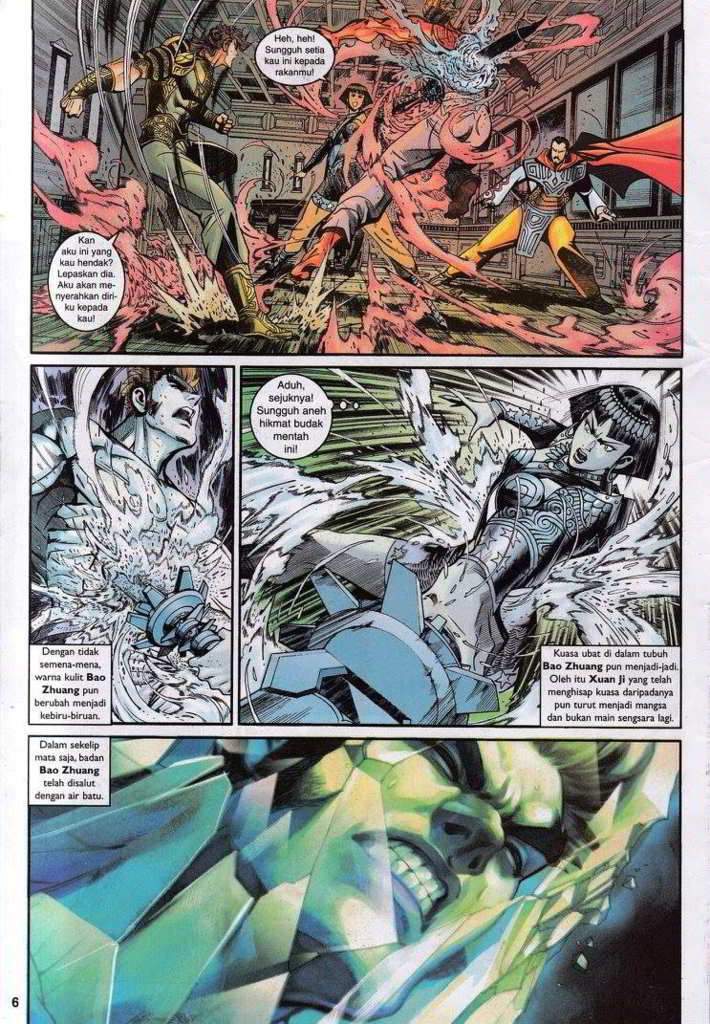 Heh, heh!
Sungguh setia
kau ini kepada
rakanmu!
Kan
aku ini yang
kau hendak?
Lepaskan dia.
Aku akan me-
nyerahkan diri-
ku kepada
kau!
Dengan tidak
semena-mena,
warna kulit Bao
Zhuang pun
berubah menjadi
kebiru-biruan.
Aduh,
sejuknya!
Sungguh aneh
hikmat budak
mentah
ini!
Kuasa ubat di dalam tubuh
Bao Zhuang pun menjadi-jadi.
Oleh itu Xuan Ji yang telah
menghisap kuasa daripadanya
pun turut menjadi mangsa
dan bukan main sengsara lagi.
Dalam sekelip
mata saja, badan
Bao Zhuang
telah disalut
dengan air batu.
6